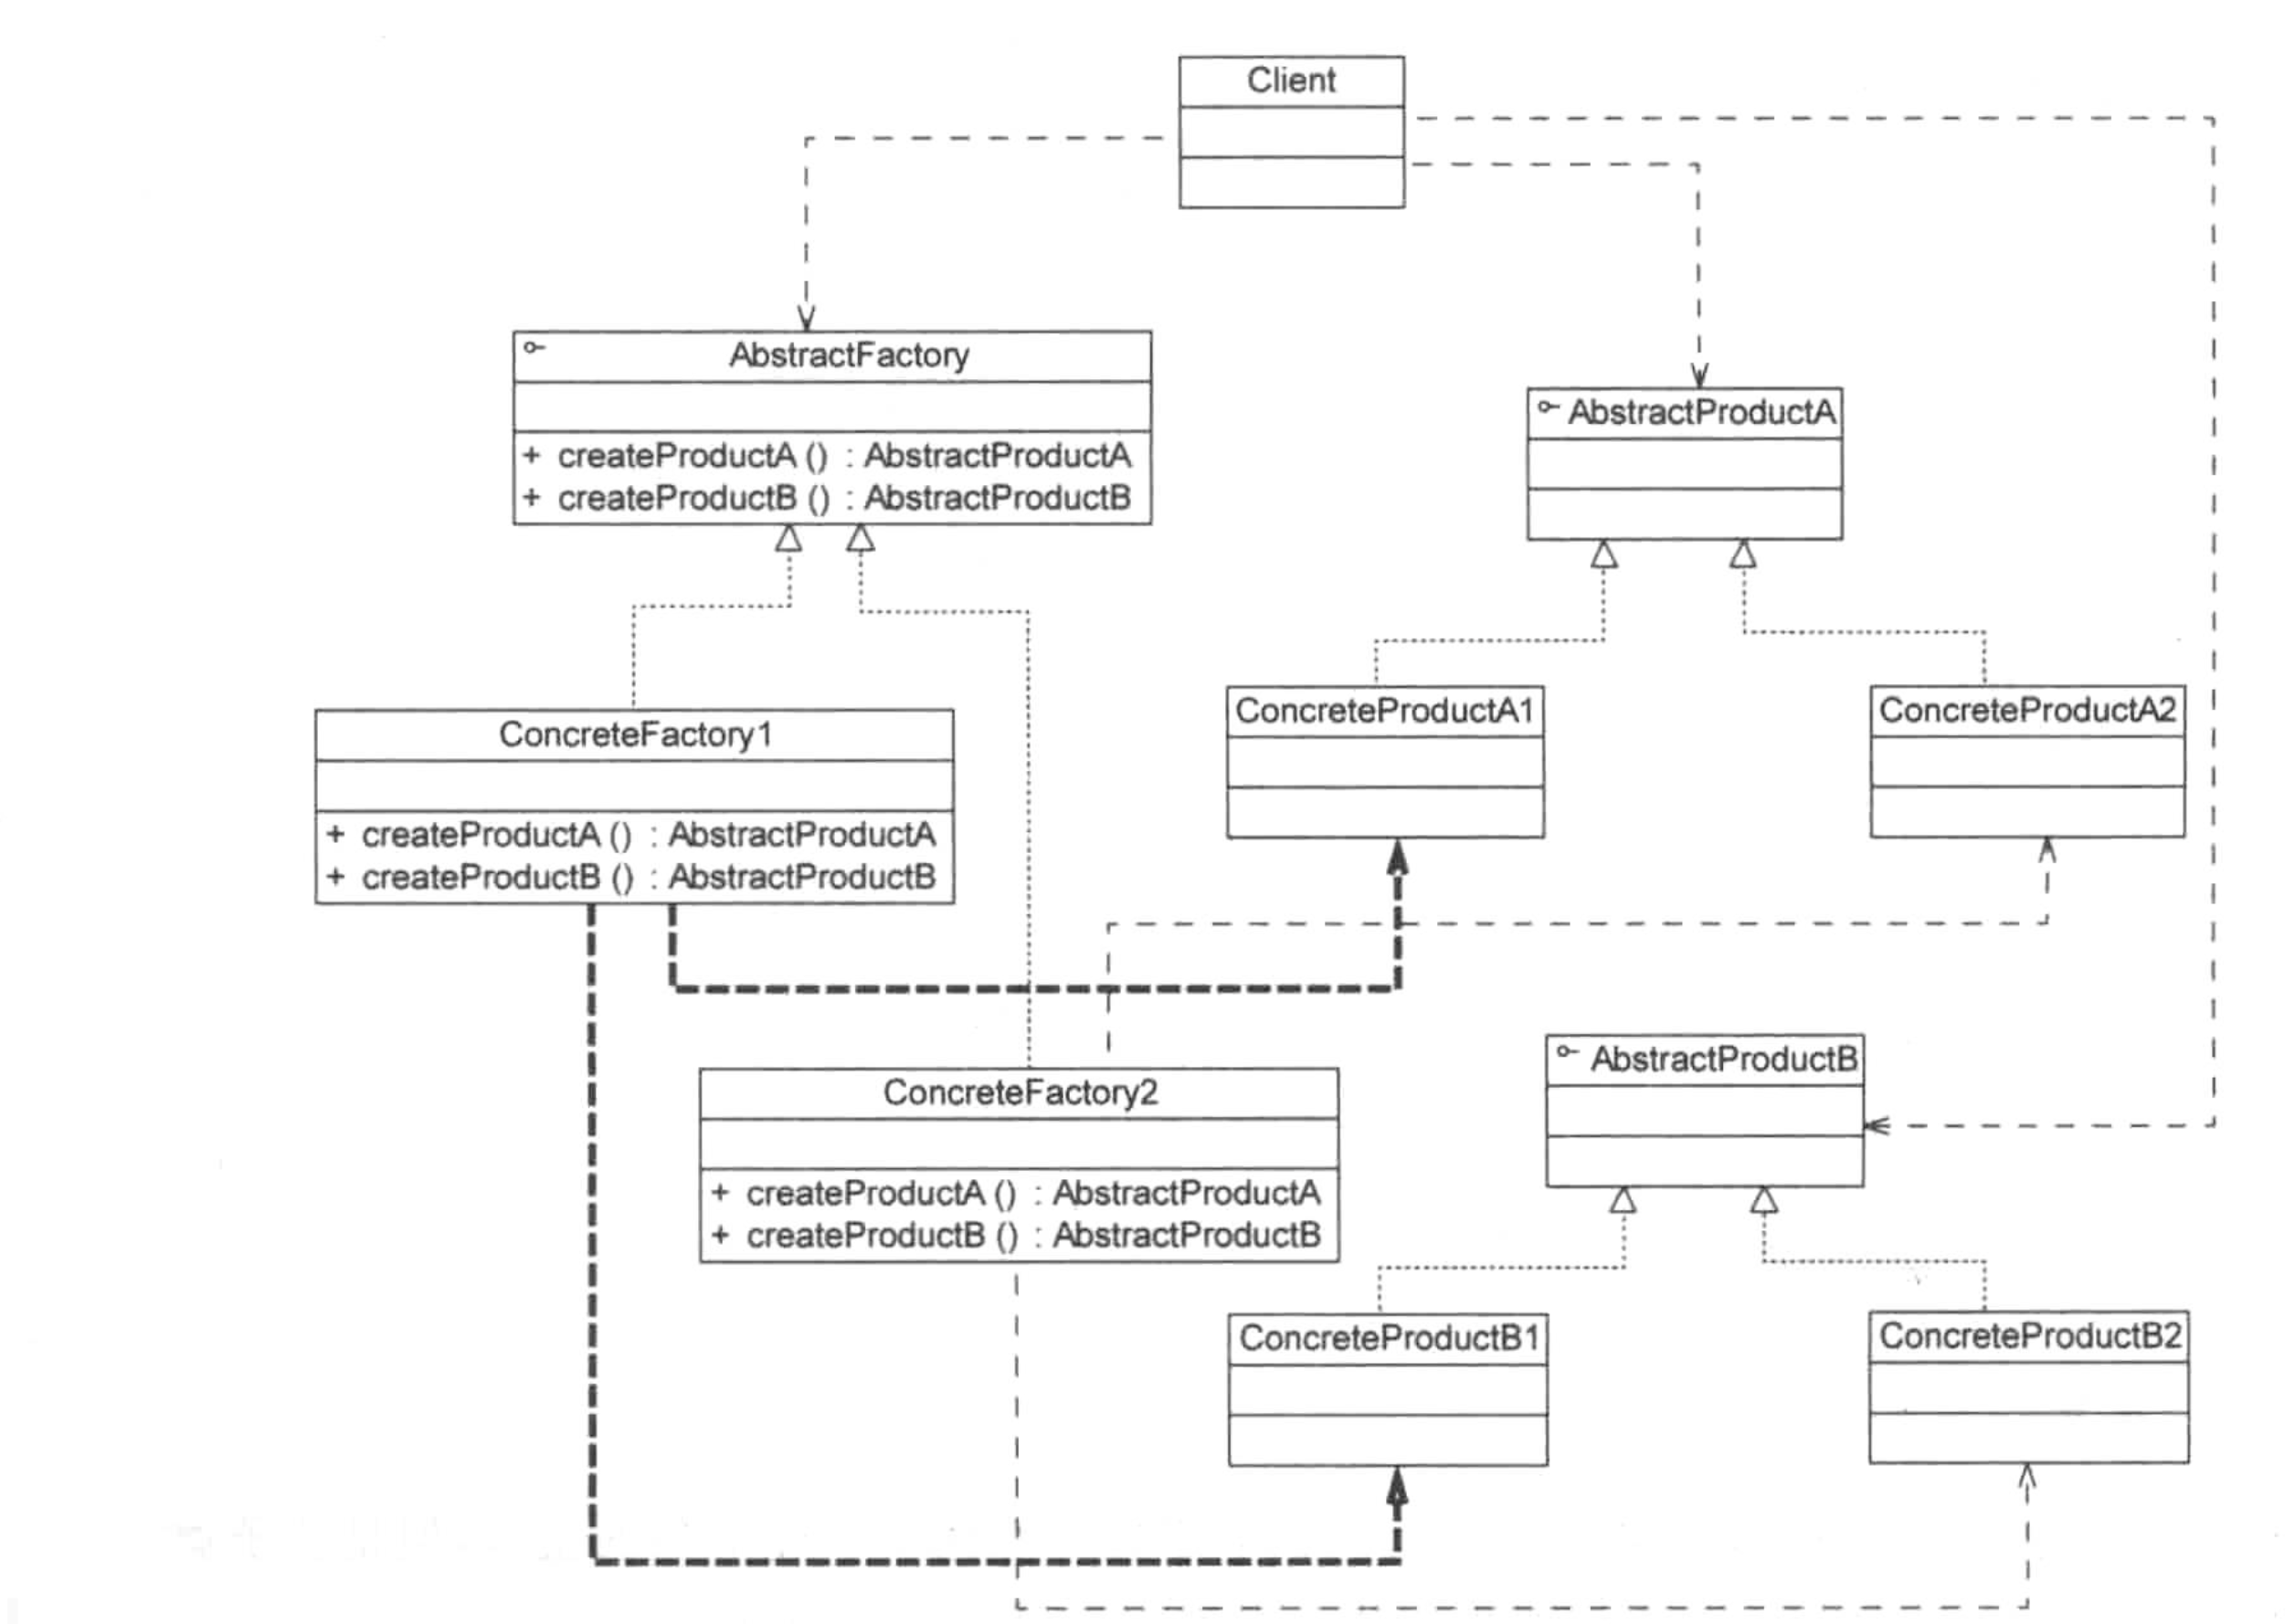 Client
AbstractFactory
+ createProductA () : AbstractProductA
+ createProductB () : AbstractProductB
AbstractProductA
ConcreteFactory1
+ createProductA () : AbstractProductA
+ createProductB () : AbstractProductB
ConcreteProductA1
ConcreteProductA2
ConcreteFactory2
+ createProductA () : AbstractProductA
+ createProductB () : AbstractProductB
AbstractProductB
ConcreteProductB1
ConcreteProductB2